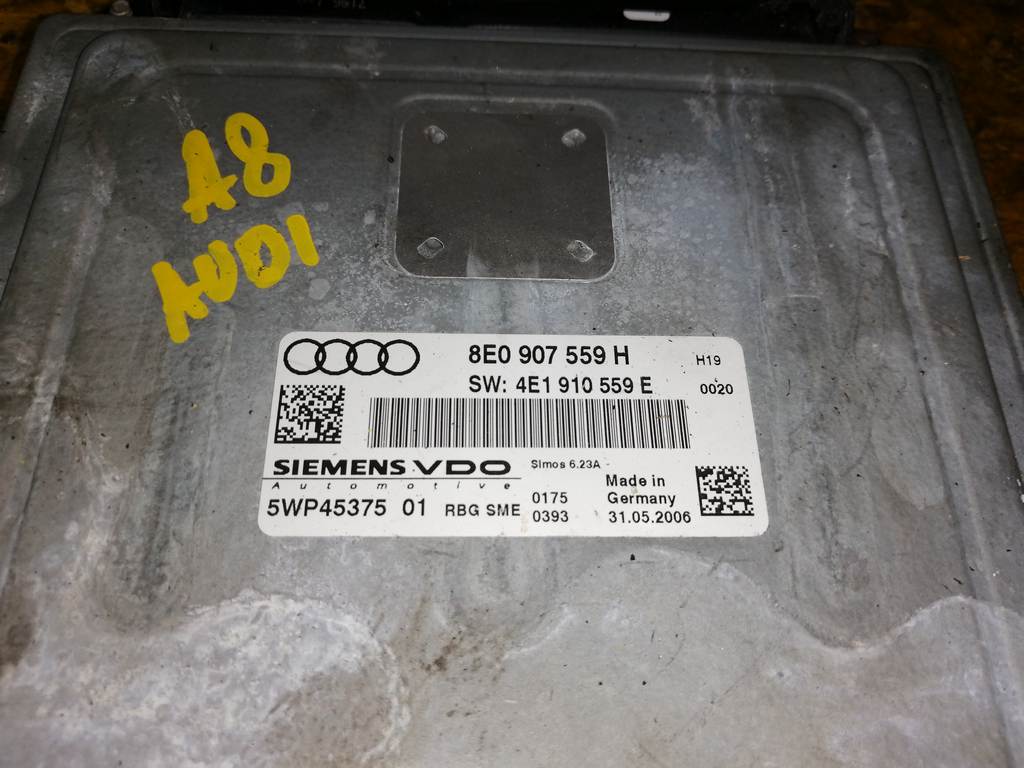 A8
AUDI
8E0 907 559 H
H19
SW: 4E1 910 559 E
0020
SIEMENS VDO
Automotive
Simos 6.23A
5WP45375 01
RBG SME
0175
0393
Made in
Germany
31.05.2006